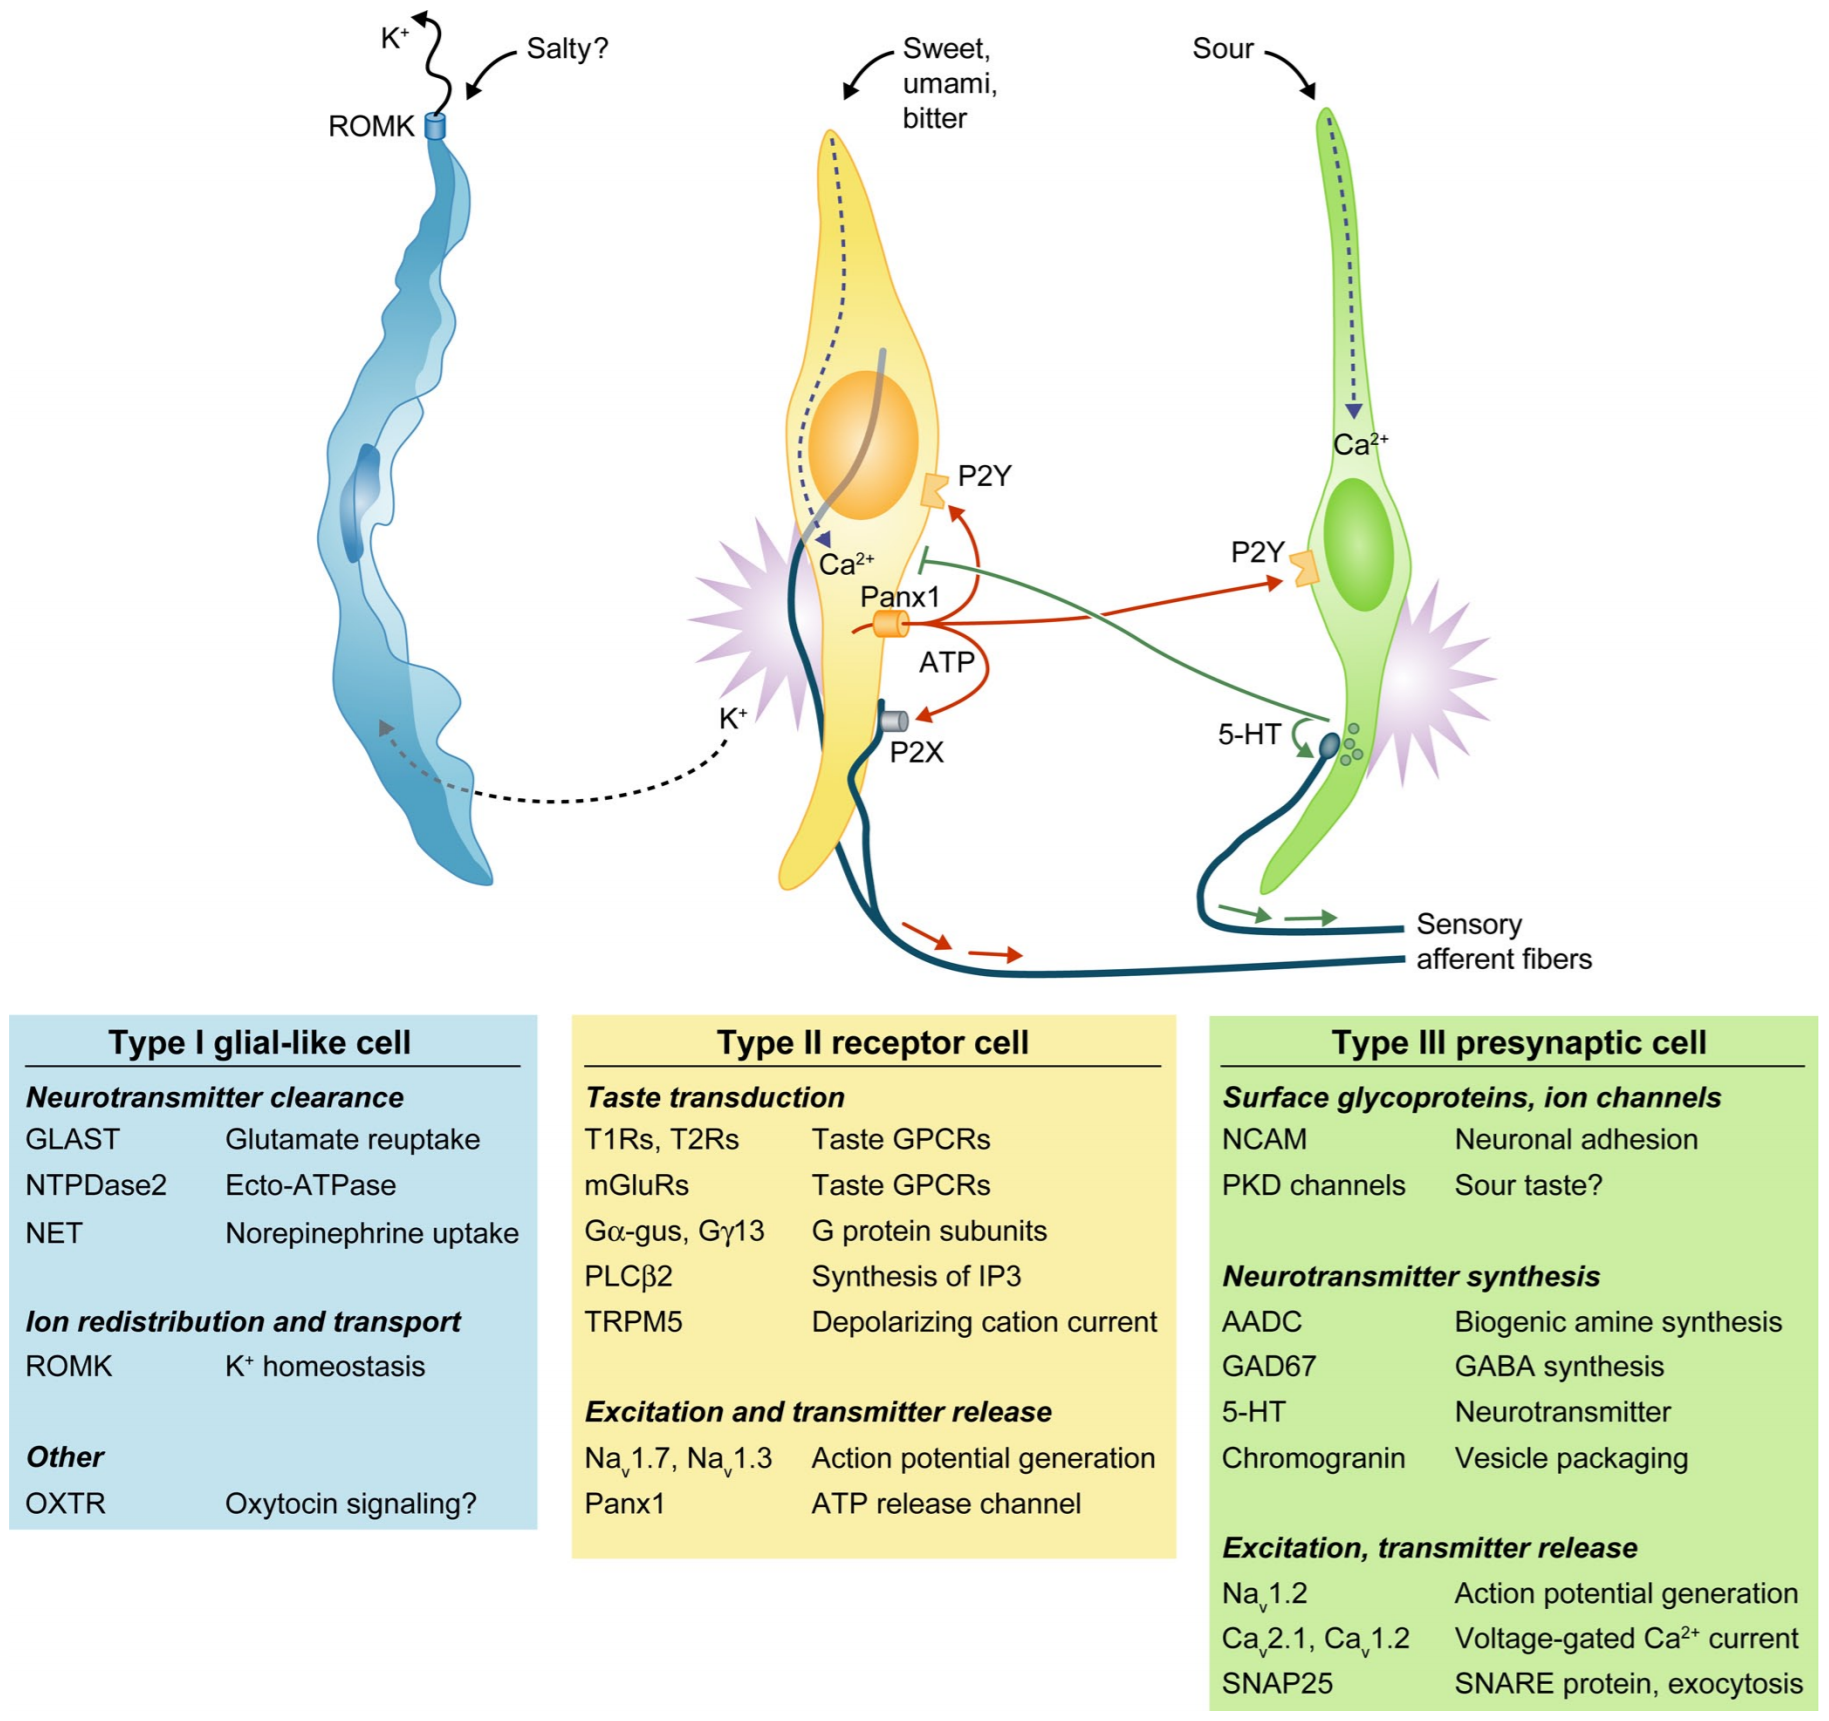 K+
Salty?
ROMK
Sweet,
umami,
bitter
Sour
Ca2+
P2Y
P2Y
Ca2+
Panx1
ATP
K+
P2X
5-HT
Sensory
afferent fibers
Type I glial-like cell
Neurotransmitter clearance
GLAST Glutamate reuptake
NTPDase2 Ecto-ATPase
NET Norepinephrine uptake
Ion redistribution and transport
ROMK K+ homeostasis
Other
OXTR Oxytocin signaling?
Type II receptor cell
Taste transduction
T1Rs, T2Rs Taste GPCRs
mGluRs Taste GPCRs
Gα-gus, Gγ13 G protein subunits
PLCβ2 Synthesis of IP3
TRPM5 Depolarizing cation current
Excitation and transmitter release
Nav1.7, Nav1.3 Action potential generation
Panx1 ATP release channel
Type III presynaptic cell
Surface glycoproteins, ion channels
NCAM Neuronal adhesion
PKD channels Sour taste?
Neurotransmitter synthesis
AADC Biogenic amine synthesis
GAD67 GABA synthesis
5-HT Neurotransmitter
Chromogranin Vesicle packaging
Excitation, transmitter release
Nav1.2 Action potential generation
Cav2.1, Cav1.2 Voltage-gated Ca2+ current
SNAP25 SNARE protein, exocytosis